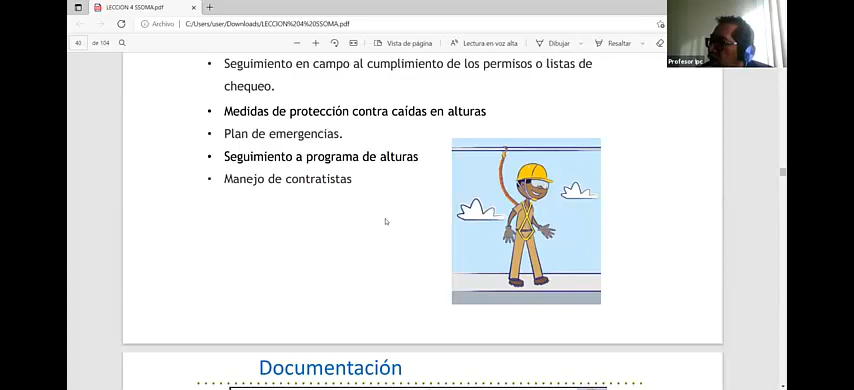 LECCION 4 SSOMA.pdf
Archivo
C:/Users/user/Downloads/LECCION%204%20SSOMA.pdf
40
de 104
Vista de página
Lectura en voz alta
Dibujar
Resaltar
Profesor Ipc
• Seguimiento en campo al cumplimiento de los permisos o listas de
chequeo.
• Medidas de protección contra caídas en alturas
• Plan de emergencias.
• Seguimiento a programa de alturas
• Manejo de contratistas
Documentación